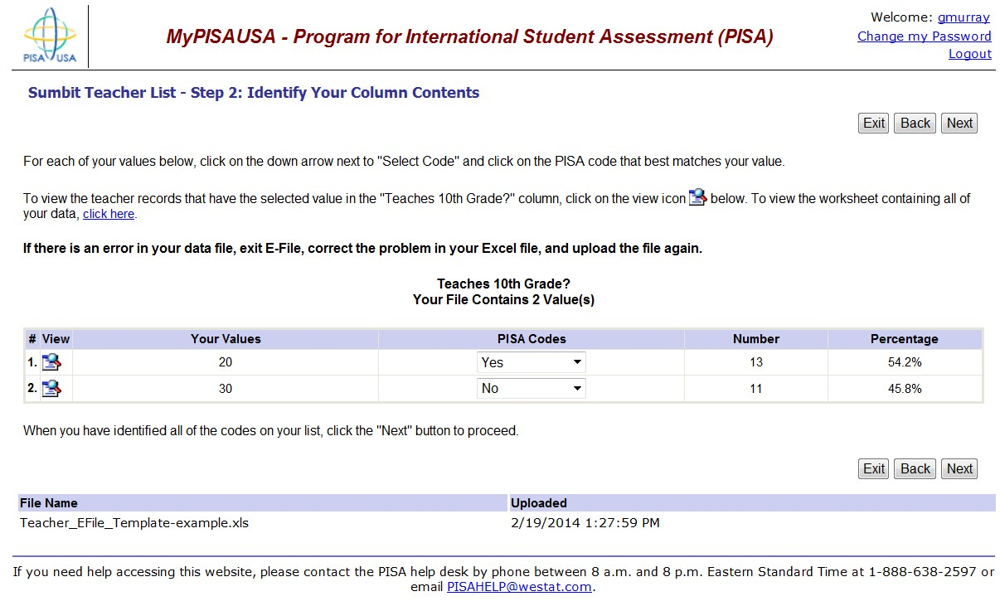 PISA USA
MyPISAUSA - Program for International Student Assessment (PISA)
Welcome: gmurray
Change my Password
Logout
Sumbit Teacher List - Step 2: Identify Your Column Contents
Exit Back Next
For each of your values below, click on the down arrow next to "Select Code" and click on the PISA code that best matches your value.
To view the teacher records that have the selected value in the "Teaches 10th Grade?" column, click on the view icon below. To view the worksheet containing all of
your data, click here.
If there is an error in your data file, exit E-File, correct the problem in your Excel file, and upload the file again.
Teaches 10th Grade?
Your File Contains 2 Value(s)
# View Your Values PISA Codes Number Percentage
1. 20 Yes 13 54.2%
2. 30 No 11 45.8%
When you have identified all of the codes on your list, click the "Next" button to proceed.
Exit Back Next
File Name Uploaded
Teacher_EFile_Template-example.xls 2/19/2014 1:27:59 PM
If you need help accessing this website, please contact the PISA help desk by phone between 8 a.m. and 8 p.m. Eastern Standard Time at 1-888-638-2597 or
email PISAHELP@westat.com.